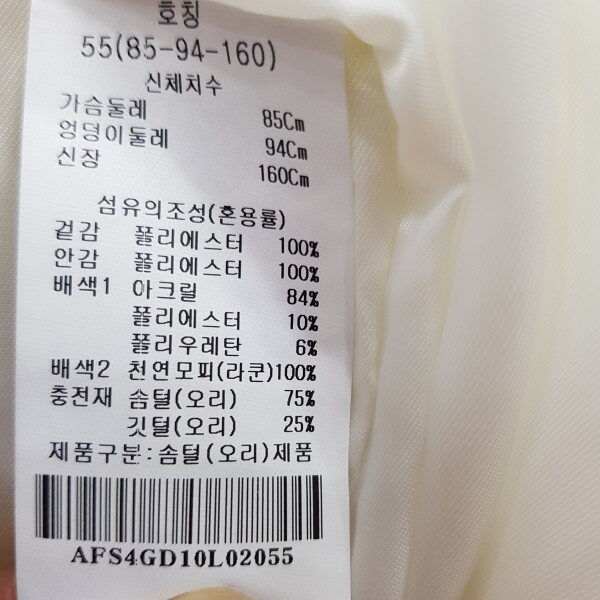 호칭
55(85-94-160)
신체치수
가슴둘레 85Cm
엉덩이둘레 94Cm
신장 160Cm
섬유의조성(혼용률)
겉감 폴리에스터 100%
안감 폴리에스터 100%
배색1 아크릴 84%
폴리에스터 10%
폴리우레탄 6%
배색2 천연모피(라쿤)100%
충전재 솜털(오리) 75%
깃털(오리) 25%
제품구분:솜털(오리)제품
AFS4GD10L02055